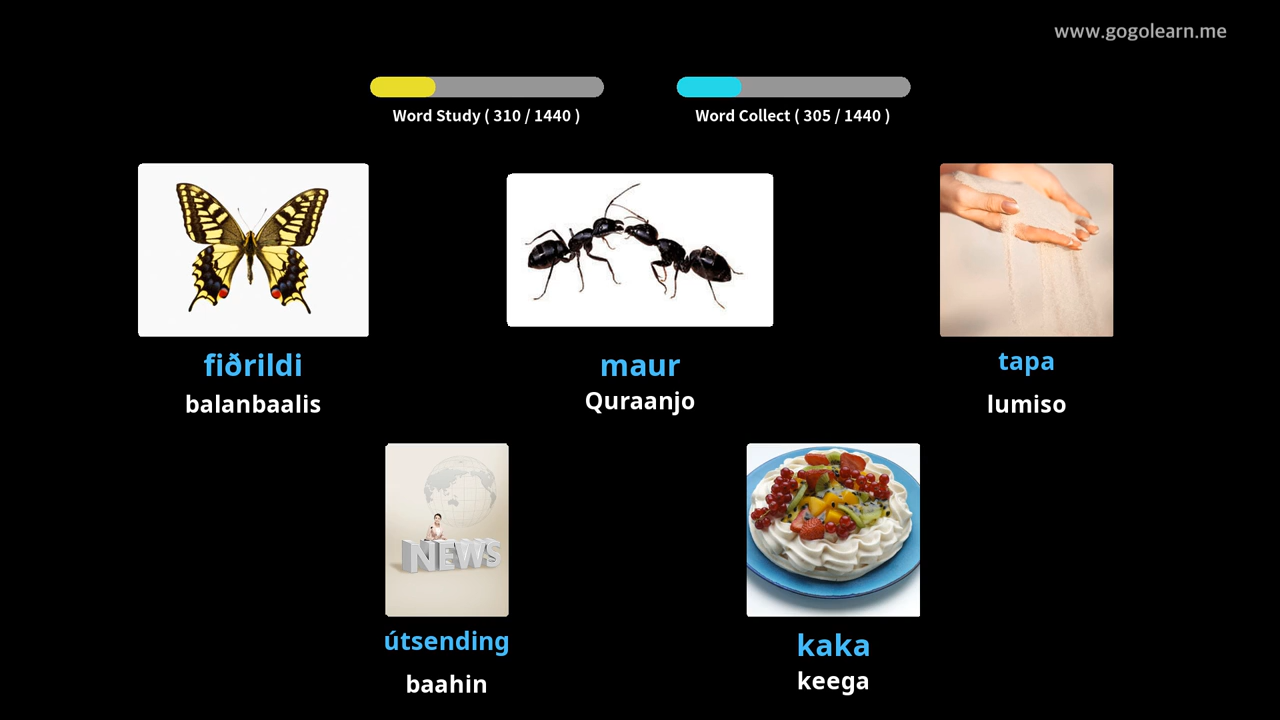 www.gogolearn.me
Word Study ( 310 / 1440 )
Word Collect ( 305 / 1440 )
fiðrildi
balanbaalis
maur
Quraanjo
tapa
lumiso
NEWS
útsending
baahin
kaka
keega